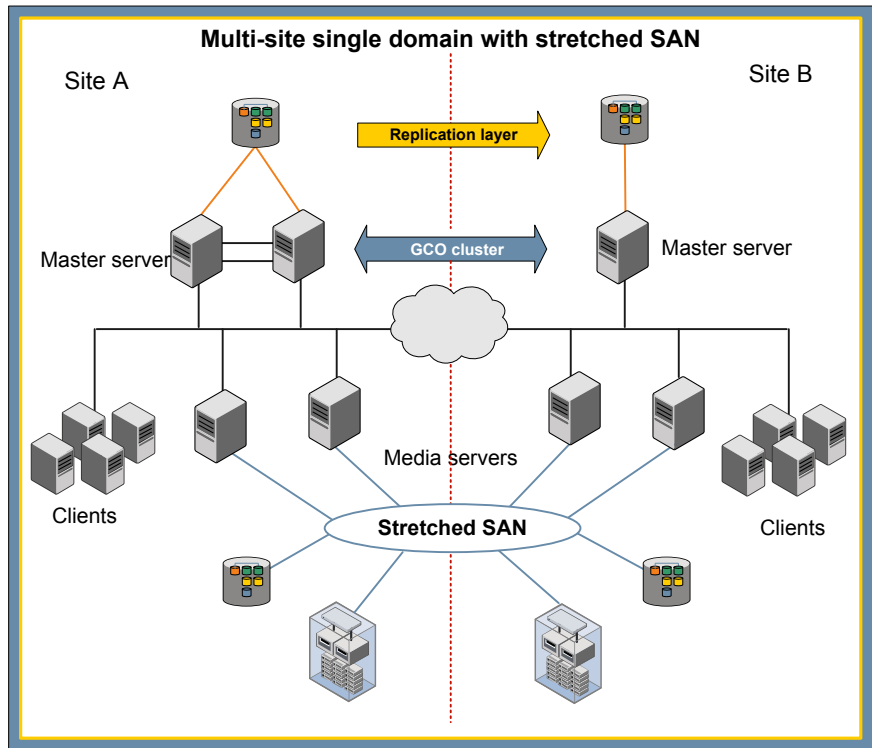 Multi-site single domain with stretched SAN
Site A
Site B
Replication layer
Master server
GCO cluster
Master server
Media servers
Clients
Stretched SAN
Clients